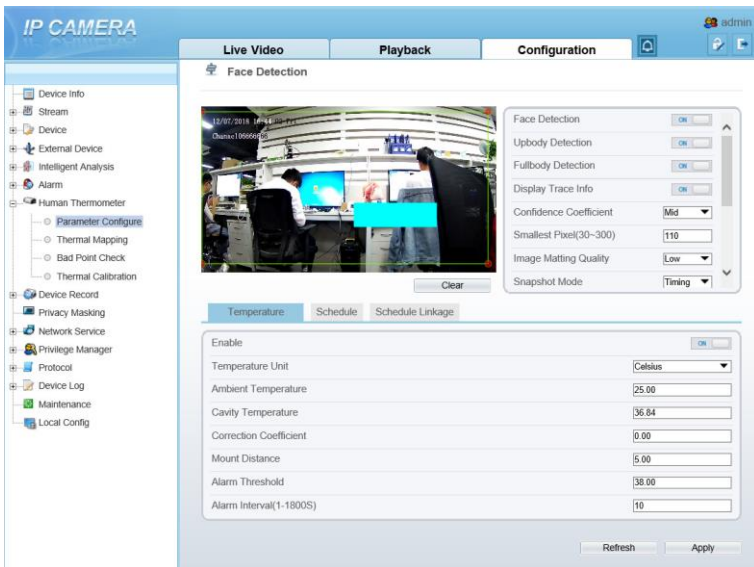 IP CAMERA
admin
Live Video
Playback
Configuration
Face Detection
Device Info
Stream
Device
External Device
Intelligent Analysis
Alarm
Human Thermometer
Parameter Configure
Thermal Mapping
Bad Point Check
Thermal Calibration
Device Record
Privacy Masking
Network Service
Privilege Manager
Protocol
Device Log
Maintenance
Local Config
Face Detection ON
Upbody Detection ON
Fullbody Detection ON
Display Trace Info ON
Confidence Coefficient Mid
Smallest Pixel(30~300) 110
Image Matting Quality Low
Snapshot Mode Timing
Clear
Temperature Schedule Schedule Linkage
Enable ON
Temperature Unit Celsius
Ambient Temperature 25.00
Cavity Temperature 36.84
Correction Coefficient 0.00
Mount Distance 5.00
Alarm Threshold 38.00
Alarm Interval(1-1800S) 10
Refresh Apply